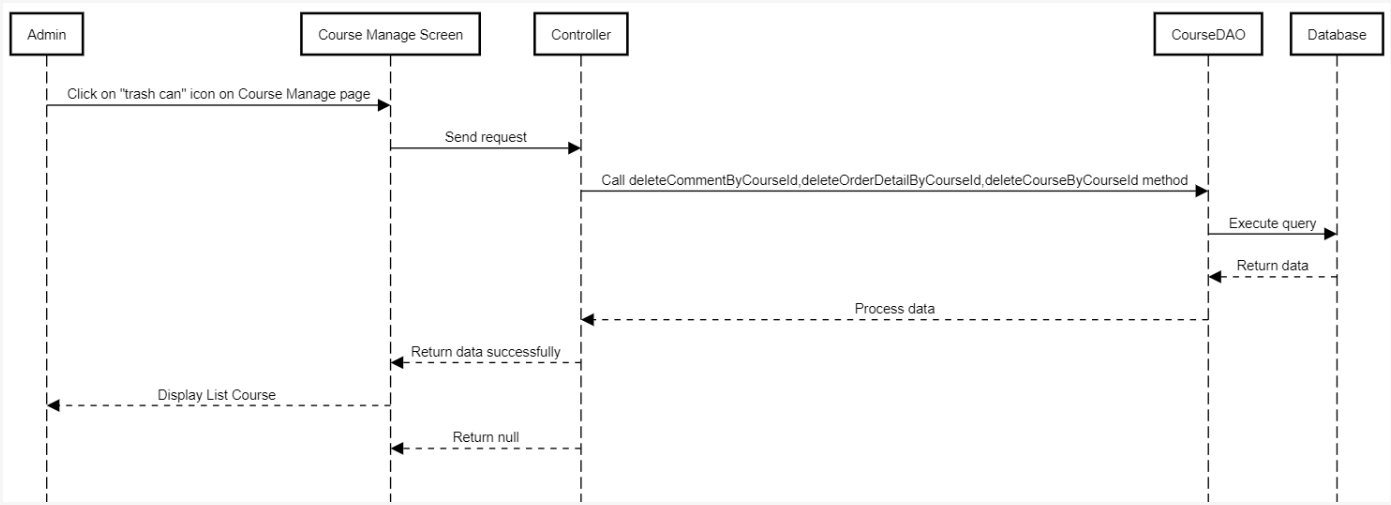 Admin
Course Manage Screen
Controller
CourseDAO
Database
Click on "trash can" icon on Course Manage page
Send request
Call deleteCommentByCourseId,deleteOrderDetailByCourseId,deleteCourseByCourseId method
Execute query
Return data
Process data
Return data successfully
Display List Course
Return null